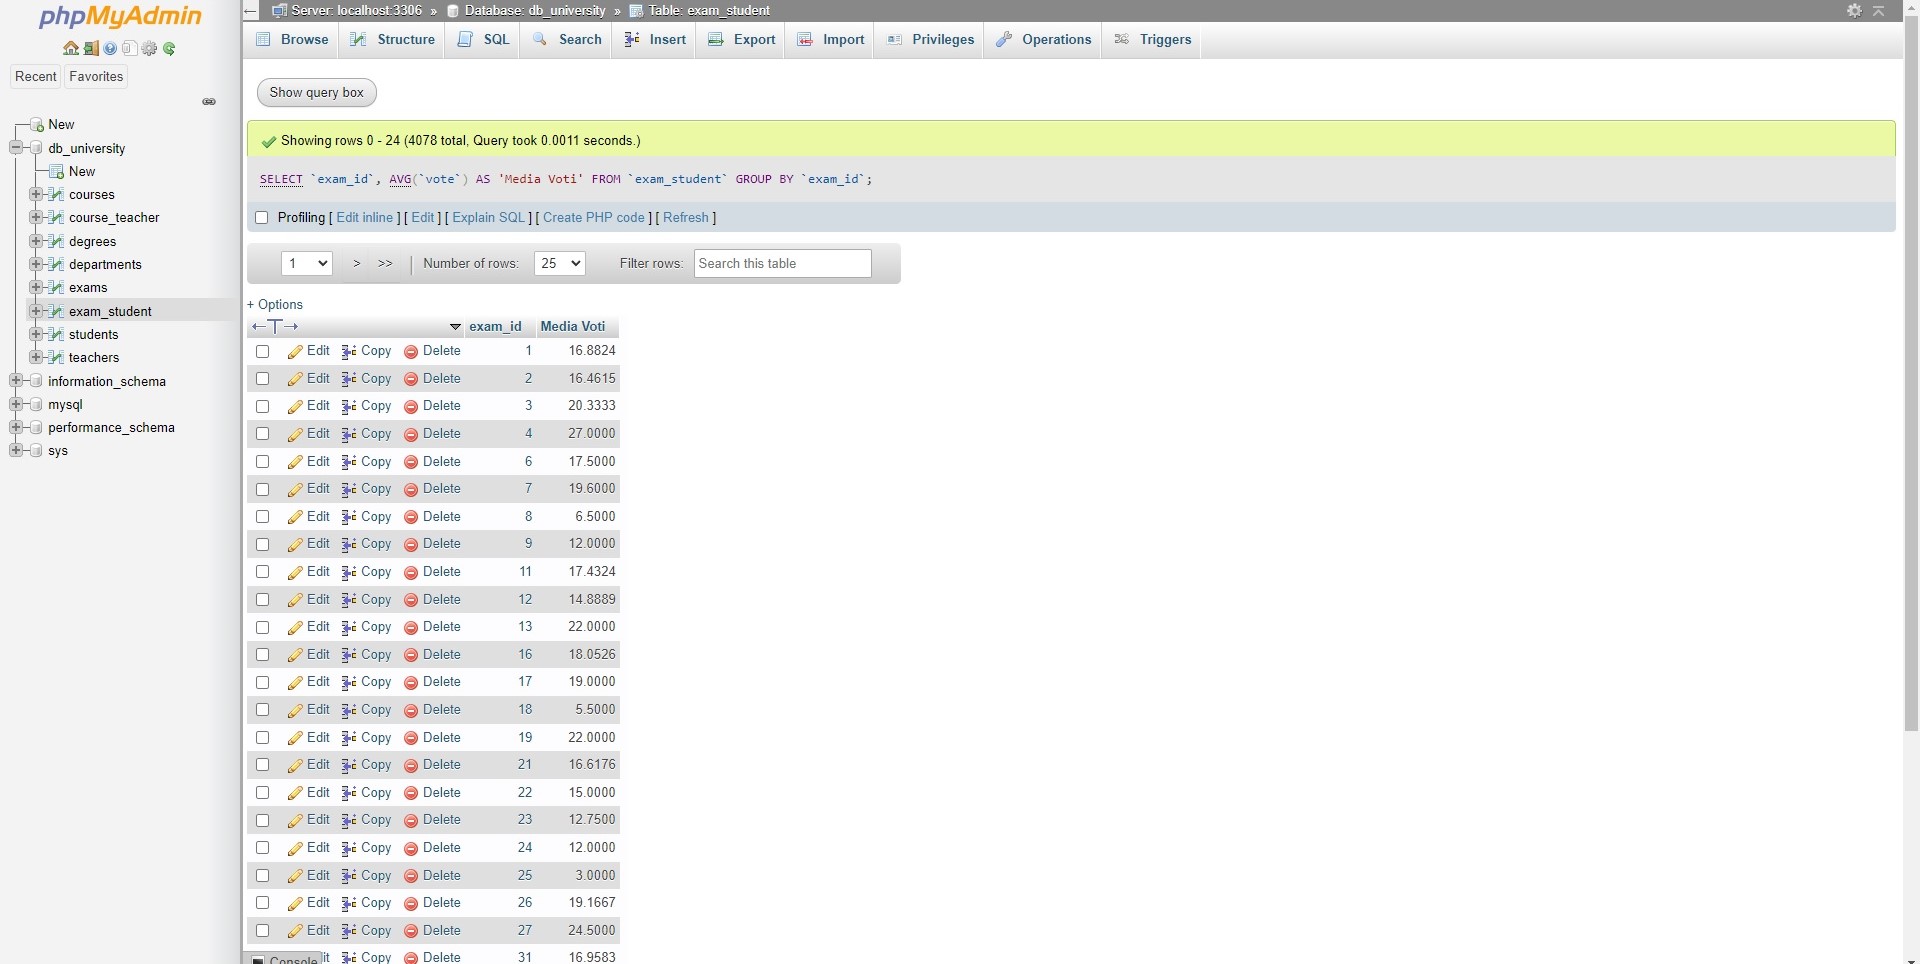 phpMyAdmin
Recent Favorites
New
db_university
New
courses
course_teacher
degrees
departments
exams
exam_student
students
teachers
information_schema
mysql
performance_schema
sys
Server: localhost:3306 » Database: db_university » Table: exam_student
Browse Structure SQL Search Insert Export Import Privileges Operations Triggers
Show query box
Showing rows 0 - 24 (4078 total, Query took 0.0011 seconds.)
SELECT `exam_id`, AVG(`vote`) AS 'Media Voti' FROM `exam_student` GROUP BY `exam_id`;
Profiling [ Edit inline ] [ Edit ] [ Explain SQL ] [ Create PHP code ] [ Refresh ]
1 > >> | Number of rows: 25 Filter rows: Search this table
+ Options
←T→ exam_id Media Voti
Edit Copy Delete 1 16.8824
Edit Copy Delete 2 16.4615
Edit Copy Delete 3 20.3333
Edit Copy Delete 4 27.0000
Edit Copy Delete 6 17.5000
Edit Copy Delete 7 19.6000
Edit Copy Delete 8 6.5000
Edit Copy Delete 9 12.0000
Edit Copy Delete 11 17.4324
Edit Copy Delete 12 14.8889
Edit Copy Delete 13 22.0000
Edit Copy Delete 16 18.0526
Edit Copy Delete 17 19.0000
Edit Copy Delete 18 5.5000
Edit Copy Delete 19 22.0000
Edit Copy Delete 21 16.6176
Edit Copy Delete 22 15.0000
Edit Copy Delete 23 12.7500
Edit Copy Delete 24 12.0000
Edit Copy Delete 25 3.0000
Edit Copy Delete 26 19.1667
Edit Copy Delete 27 24.5000
Console it Copy Delete 31 16.9583